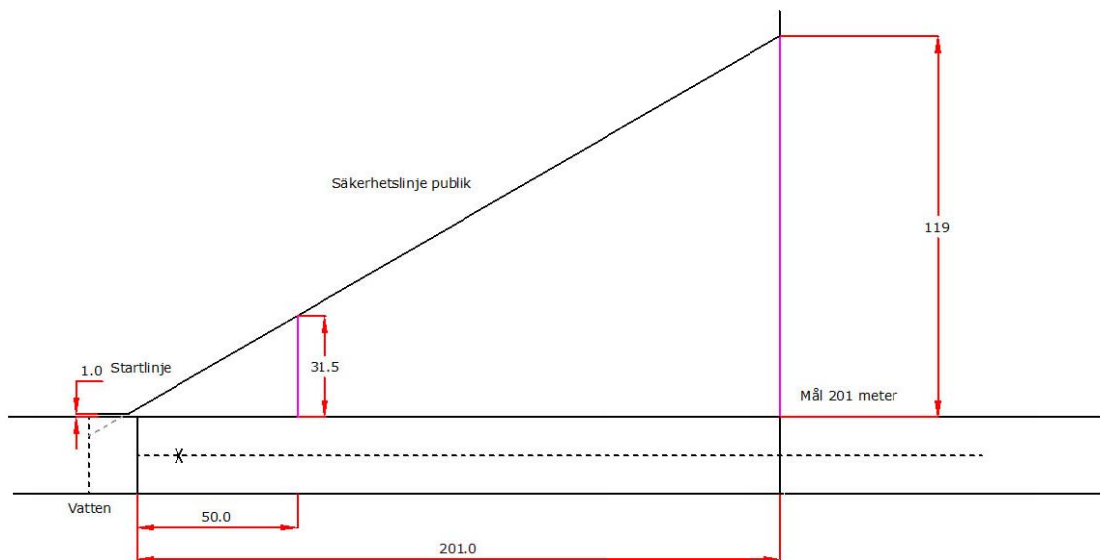 Säkerhetslinje publik
119
1.0 Startlinje
31.5
Mål 201 meter
Vatten
50.0
201.0